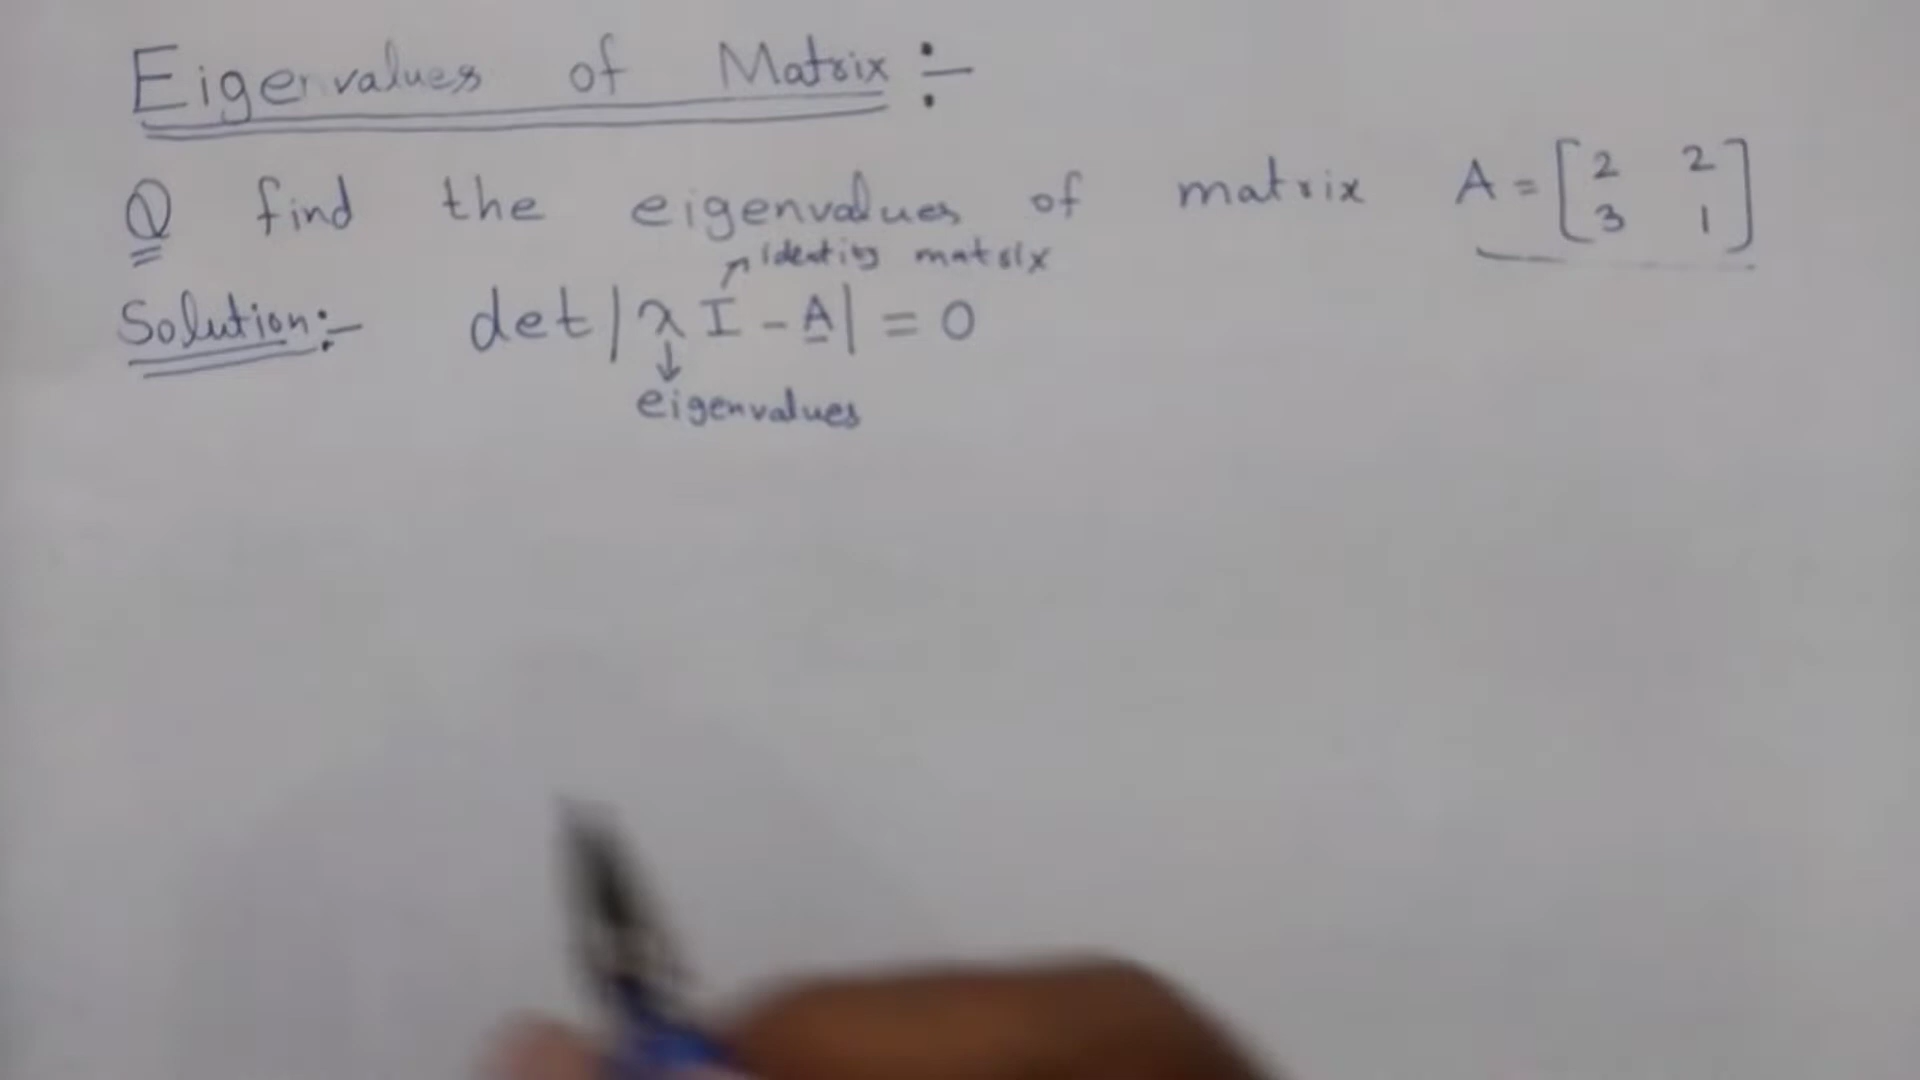 Eigenvalues of Matrix :-
Q find the eigenvalues of matrix A = [2 2
3 1]
identity matrix
Solution:- det |λI - A| = 0
eigenvalues